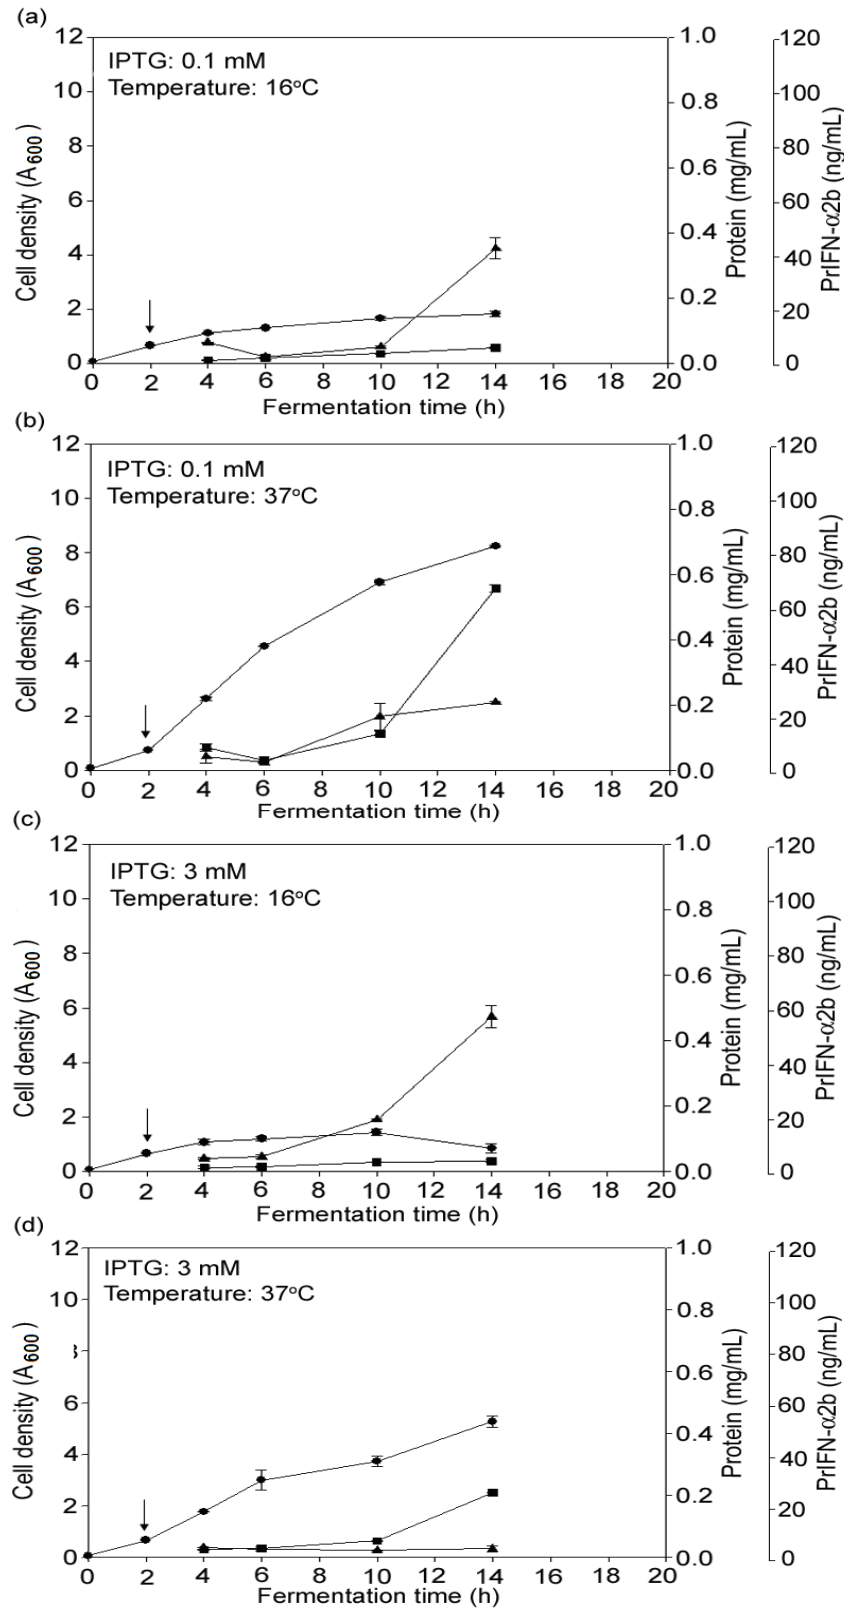 (a)
IPTG: 0.1 mM
Temperature: 16°C
12
10
8
6
4
2
0
Cell density (A600)
1.0
0.8
0.6
0.4
0.2
0.0
Protein (mg/mL)
120
100
80
60
40
20
0
PrIFN-α2b (ng/mL)
0 2 4 6 8 10 12 14 16 18 20
Fermentation time (h)
(b)
IPTG: 0.1 mM
Temperature: 37°C
12
10
8
6
4
2
0
Cell density (A600)
1.0
0.8
0.6
0.4
0.2
0.0
Protein (mg/mL)
120
100
80
60
40
20
0
PrIFN-α2b (ng/mL)
0 2 4 6 8 10 12 14 16 18 20
Fermentation time (h)
(c)
IPTG: 3 mM
Temperature: 16°C
12
10
8
6
4
2
0
Cell density (A600)
1.0
0.8
0.6
0.4
0.2
0.0
Protein (mg/mL)
120
100
80
60
40
20
0
PrIFN-α2b (ng/mL)
0 2 4 6 8 10 12 14 16 18 20
Fermentation time (h)
(d)
IPTG: 3 mM
Temperature: 37°C
12
10
8
6
4
2
0
Cell density (A600)
1.0
0.8
0.6
0.4
0.2
0.0
Protein (mg/mL)
120
100
80
60
40
20
0
PrIFN-α2b (ng/mL)
0 2 4 6 8 10 12 14 16 18 20
Fermentation time (h)